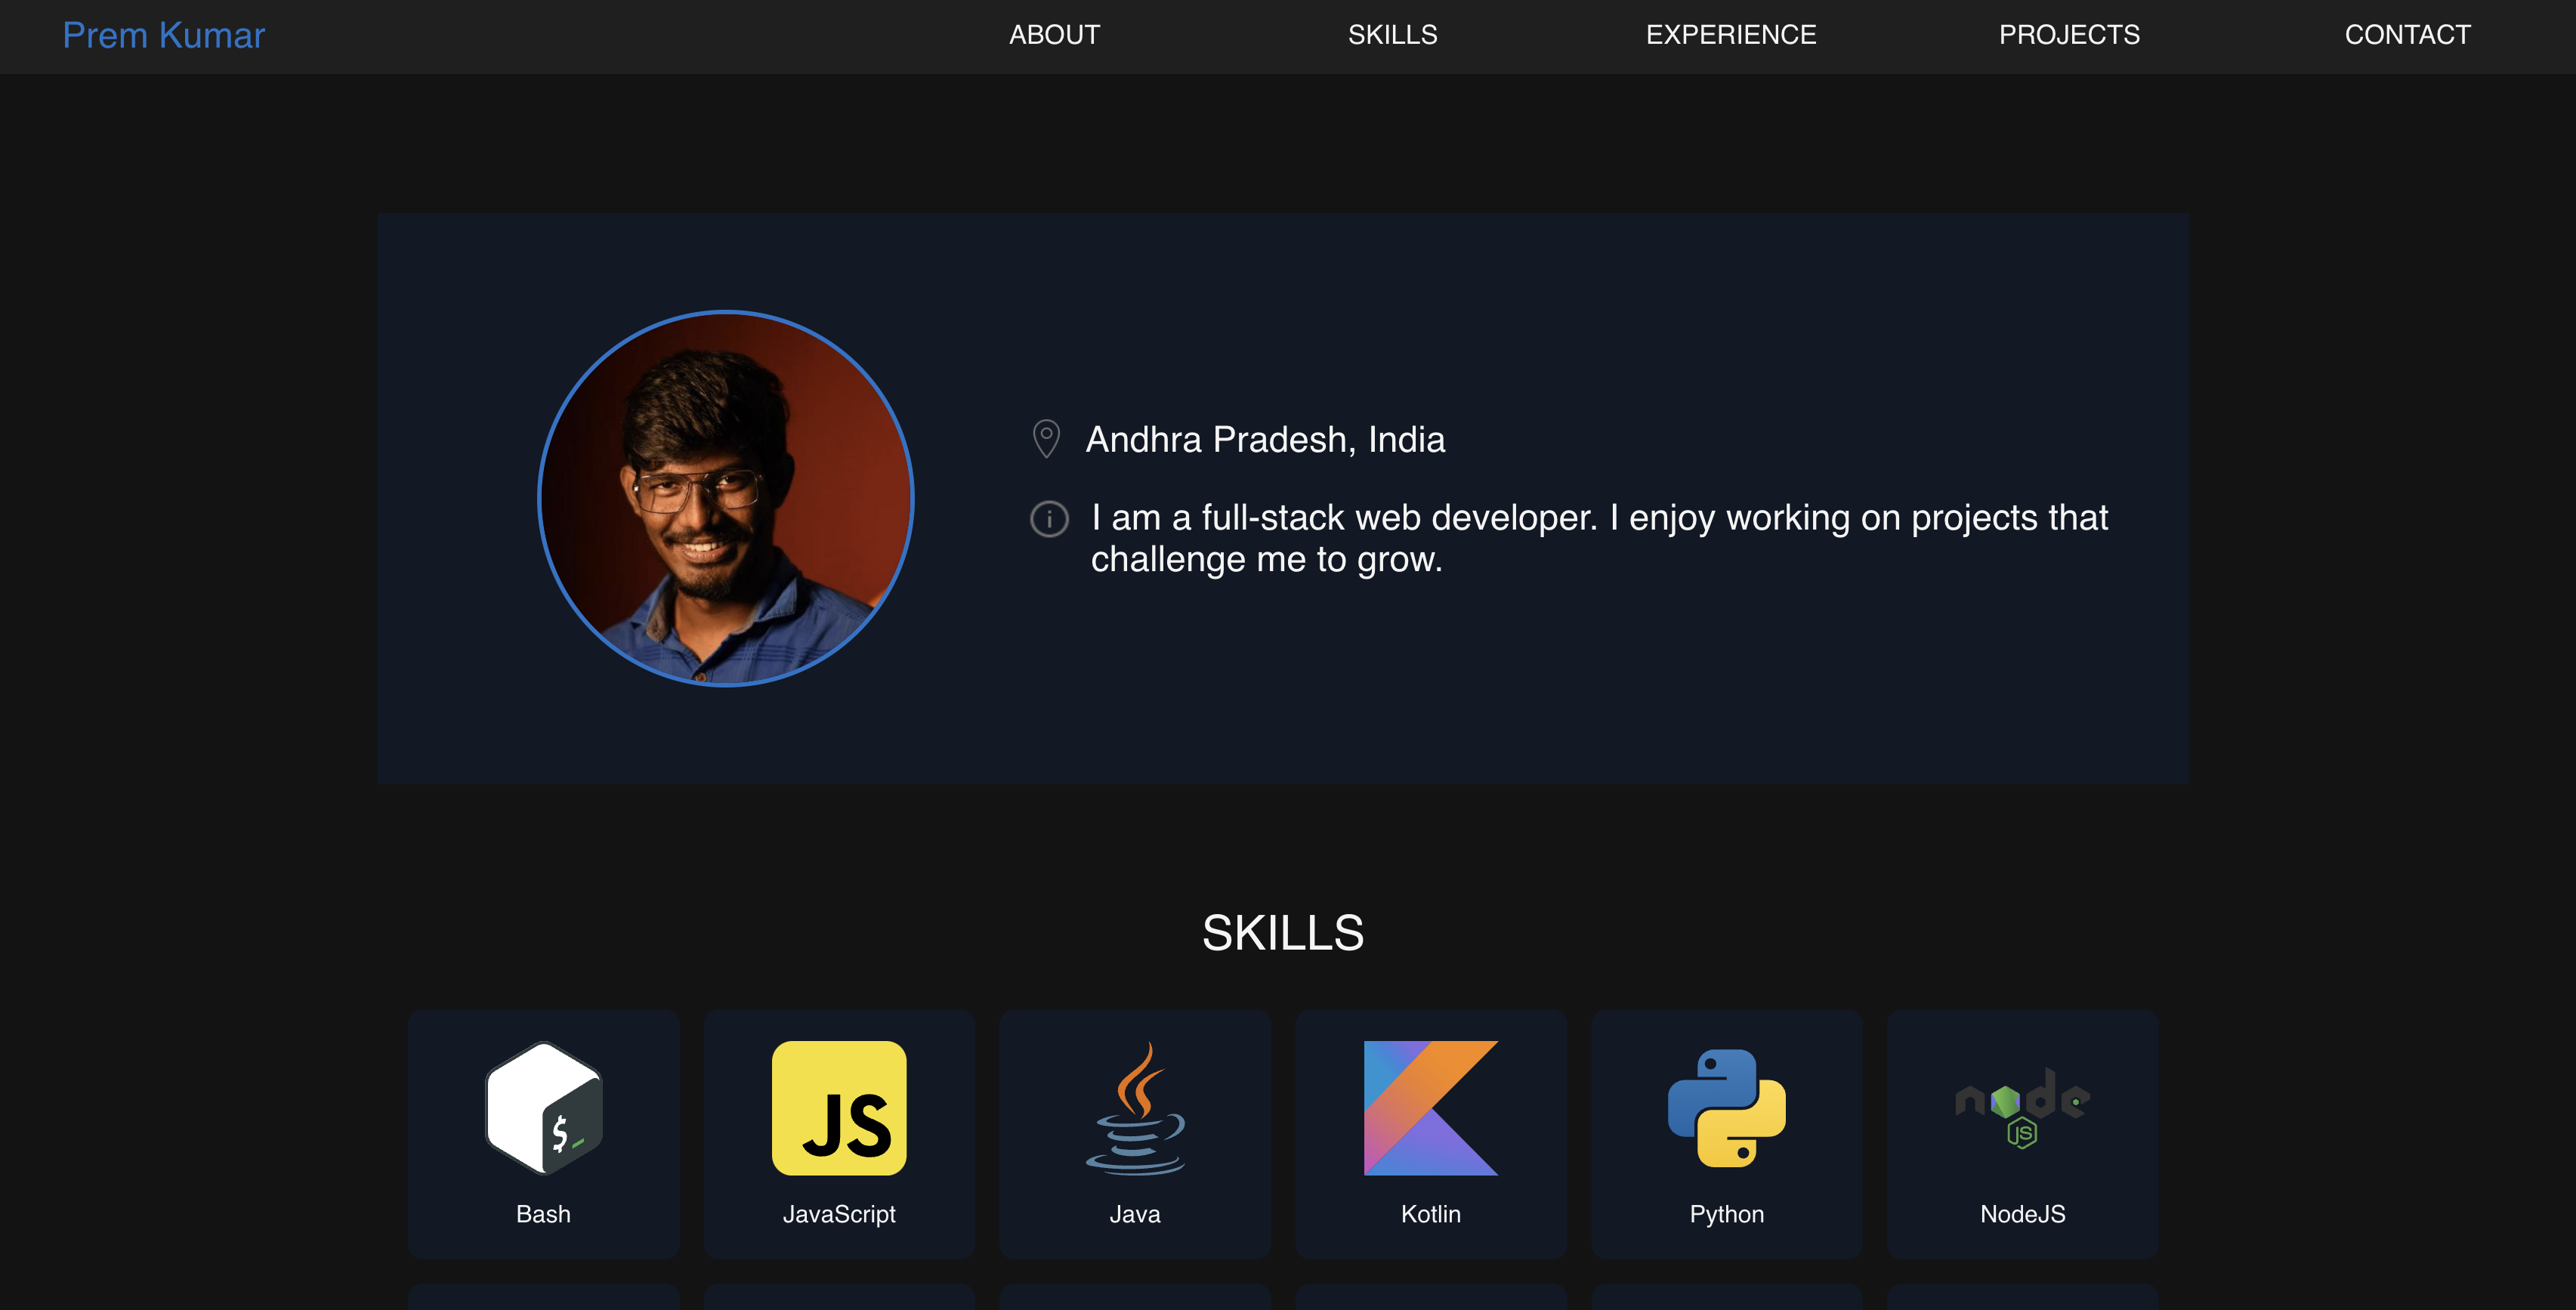 Prem Kumar
ABOUT
SKILLS
EXPERIENCE
PROJECTS
CONTACT
Andhra Pradesh, India
I am a full-stack web developer. I enjoy working on projects that
challenge me to grow.
SKILLS
$_
JS
node
JS
Bash
JavaScript
Java
Kotlin
Python
NodeJS